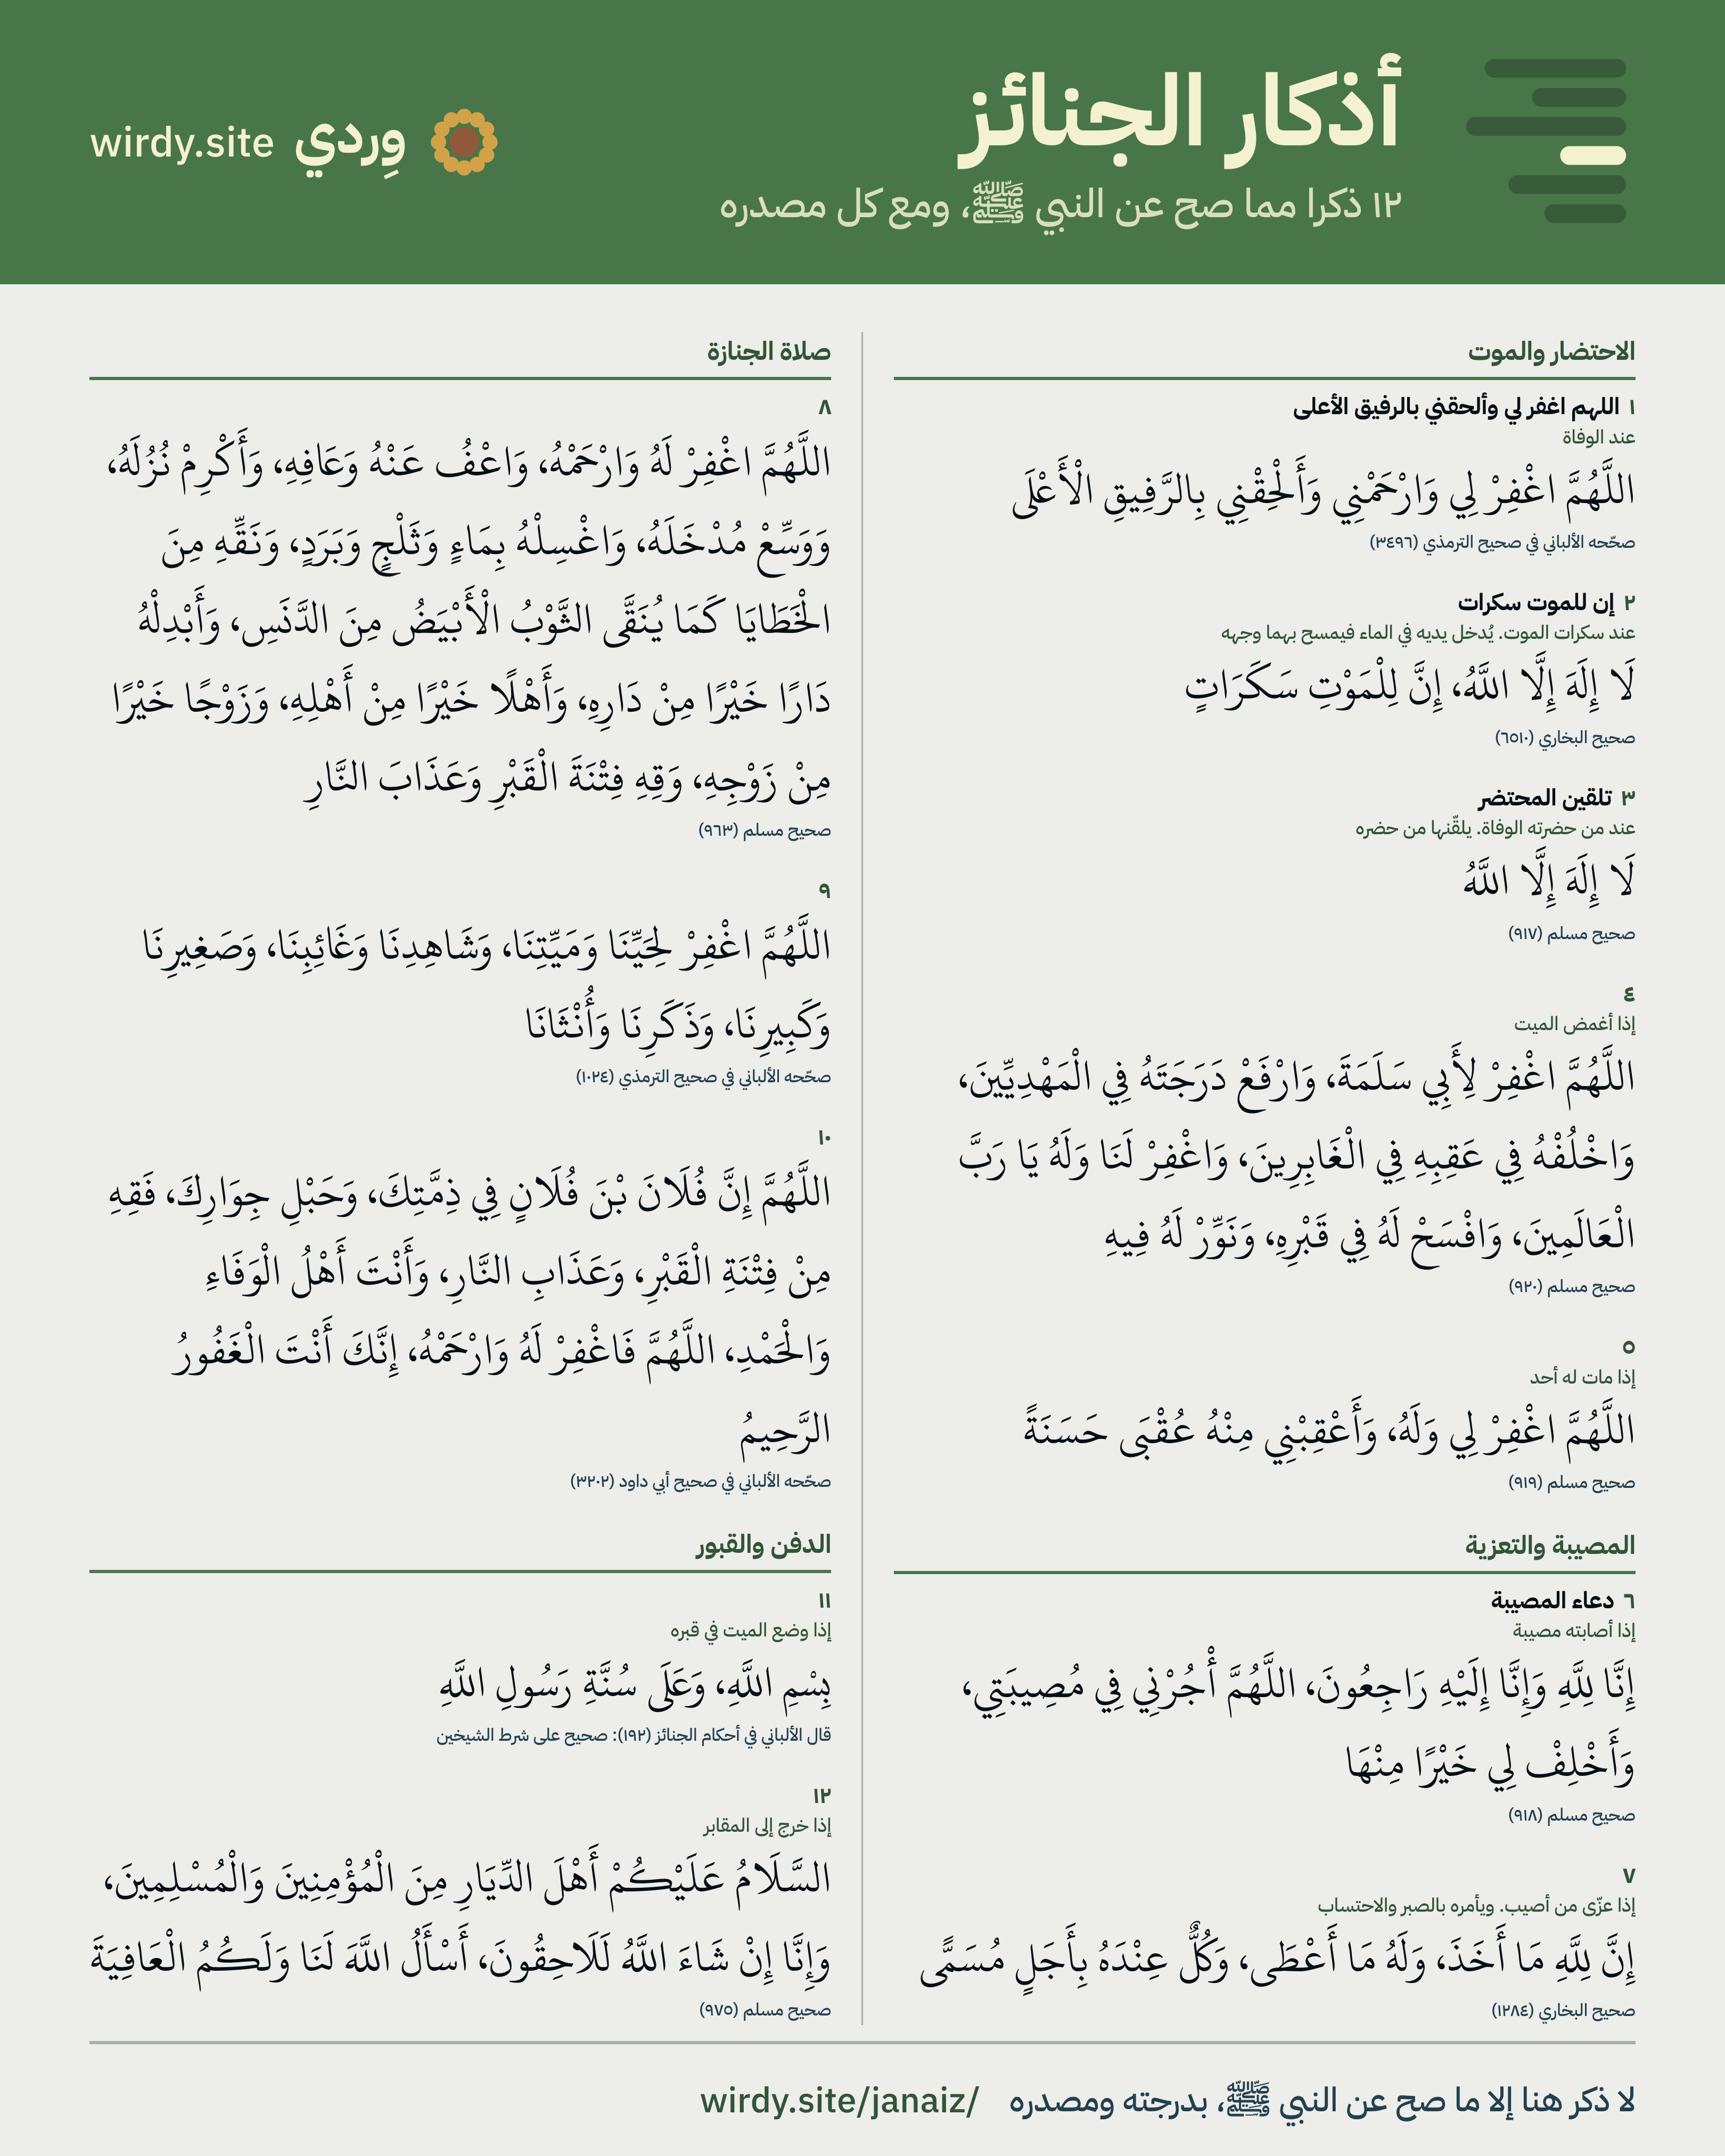 أذكار الجنائز
١٢ ذكرا مما صح عن النبي ﷺ، ومع كل مصدره
وِردي wirdy.site
الاحتضار والموت
١ اللهم اغفر لي وألحقني بالرفيق الأعلى
عند الوفاة
اللَّهُمَّ اغْفِرْ لِي وَارْحَمْنِي وَأَلْحِقْنِي بِالرَّفِيقِ الْأَعْلَى
صحّحه الألباني في صحيح الترمذي (٣٤٩٦)
٢ إن للموت سكرات
عند سكرات الموت. يُدخل يديه في الماء فيمسح بهما وجهه
لَا إِلَهَ إِلَّا اللَّهُ، إِنَّ لِلْمَوْتِ سَكَرَاتٍ
صحيح البخاري (٦٥١٠)
٣ تلقين المحتضر
عند من حضرته الوفاة. يلقّنها من حضره
لَا إِلَهَ إِلَّا اللَّهُ
صحيح مسلم (٩١٧)
٤
إذا أغمض الميت
اللَّهُمَّ اغْفِرْ لِأَبِي سَلَمَةَ، وَارْفَعْ دَرَجَتَهُ فِي الْمَهْدِيِّينَ،
وَاخْلُفْهُ فِي عَقِبِهِ فِي الْغَابِرِينَ، وَاغْفِرْ لَنَا وَلَهُ يَا رَبَّ
الْعَالَمِينَ، وَافْسَحْ لَهُ فِي قَبْرِهِ، وَنَوِّرْ لَهُ فِيهِ
صحيح مسلم (٩٢٠)
٥
إذا مات له أحد
اللَّهُمَّ اغْفِرْ لِي وَلَهُ، وَأَعْقِبْنِي مِنْهُ عُقْبَى حَسَنَةً
صحيح مسلم (٩١٩)
المصيبة والتعزية
٦ دعاء المصيبة
إذا أصابته مصيبة
إِنَّا لِلَّهِ وَإِنَّا إِلَيْهِ رَاجِعُونَ، اللَّهُمَّ أْجُرْنِي فِي مُصِيبَتِي،
وَأَخْلِفْ لِي خَيْرًا مِنْهَا
صحيح مسلم (٩١٨)
٧
إذا عزّى من أصيب. ويأمره بالصبر والاحتساب
إِنَّ لِلَّهِ مَا أَخَذَ، وَلَهُ مَا أَعْطَى، وَكُلٌّ عِنْدَهُ بِأَجَلٍ مُسَمًّى
صحيح البخاري (١٢٨٤)
صلاة الجنازة
٨
اللَّهُمَّ اغْفِرْ لَهُ وَارْحَمْهُ، وَاعْفُ عَنْهُ وَعَافِهِ، وَأَكْرِمْ نُزُلَهُ،
وَوَسِّعْ مُدْخَلَهُ، وَاغْسِلْهُ بِمَاءٍ وَثَلْجٍ وَبَرَدٍ، وَنَقِّهِ مِنَ
الْخَطَايَا كَمَا يُنَقَّى الثَّوْبُ الْأَبْيَضُ مِنَ الدَّنَسِ، وَأَبْدِلْهُ
دَارًا خَيْرًا مِنْ دَارِهِ، وَأَهْلًا خَيْرًا مِنْ أَهْلِهِ، وَزَوْجًا خَيْرًا
مِنْ زَوْجِهِ، وَقِهِ فِتْنَةَ الْقَبْرِ وَعَذَابَ النَّارِ
صحيح مسلم (٩٦٣)
٩
اللَّهُمَّ اغْفِرْ لِحَيِّنَا وَمَيِّتِنَا، وَشَاهِدِنَا وَغَائِبِنَا، وَصَغِيرِنَا
وَكَبِيرِنَا، وَذَكَرِنَا وَأُنْثَانَا
صحّحه الألباني في صحيح الترمذي (١٠٢٤)
١٠
اللَّهُمَّ إِنَّ فُلَانَ بْنَ فُلَانٍ فِي ذِمَّتِكَ، وَحَبْلِ جِوَارِكَ، فَقِهِ
مِنْ فِتْنَةِ الْقَبْرِ، وَعَذَابِ النَّارِ، وَأَنْتَ أَهْلُ الْوَفَاءِ
وَالْحَمْدِ، اللَّهُمَّ فَاغْفِرْ لَهُ وَارْحَمْهُ، إِنَّكَ أَنْتَ الْغَفُورُ
الرَّحِيمُ
صحّحه الألباني في صحيح أبي داود (٣٢٠٢)
الدفن والقبور
١١
إذا وضع الميت في قبره
بِسْمِ اللَّهِ، وَعَلَى سُنَّةِ رَسُولِ اللَّهِ
قال الألباني في أحكام الجنائز (١٩٢): صحيح على شرط الشيخين
١٢
إذا خرج إلى المقابر
السَّلَامُ عَلَيْكُمْ أَهْلَ الدِّيَارِ مِنَ الْمُؤْمِنِينَ وَالْمُسْلِمِينَ،
وَإِنَّا إِنْ شَاءَ اللَّهُ لَلَاحِقُونَ، أَسْأَلُ اللَّهَ لَنَا وَلَكُمُ الْعَافِيَةَ
صحيح مسلم (٩٧٥)
لا ذكر هنا إلا ما صح عن النبي ﷺ، بدرجته ومصدره wirdy.site/janaiz/